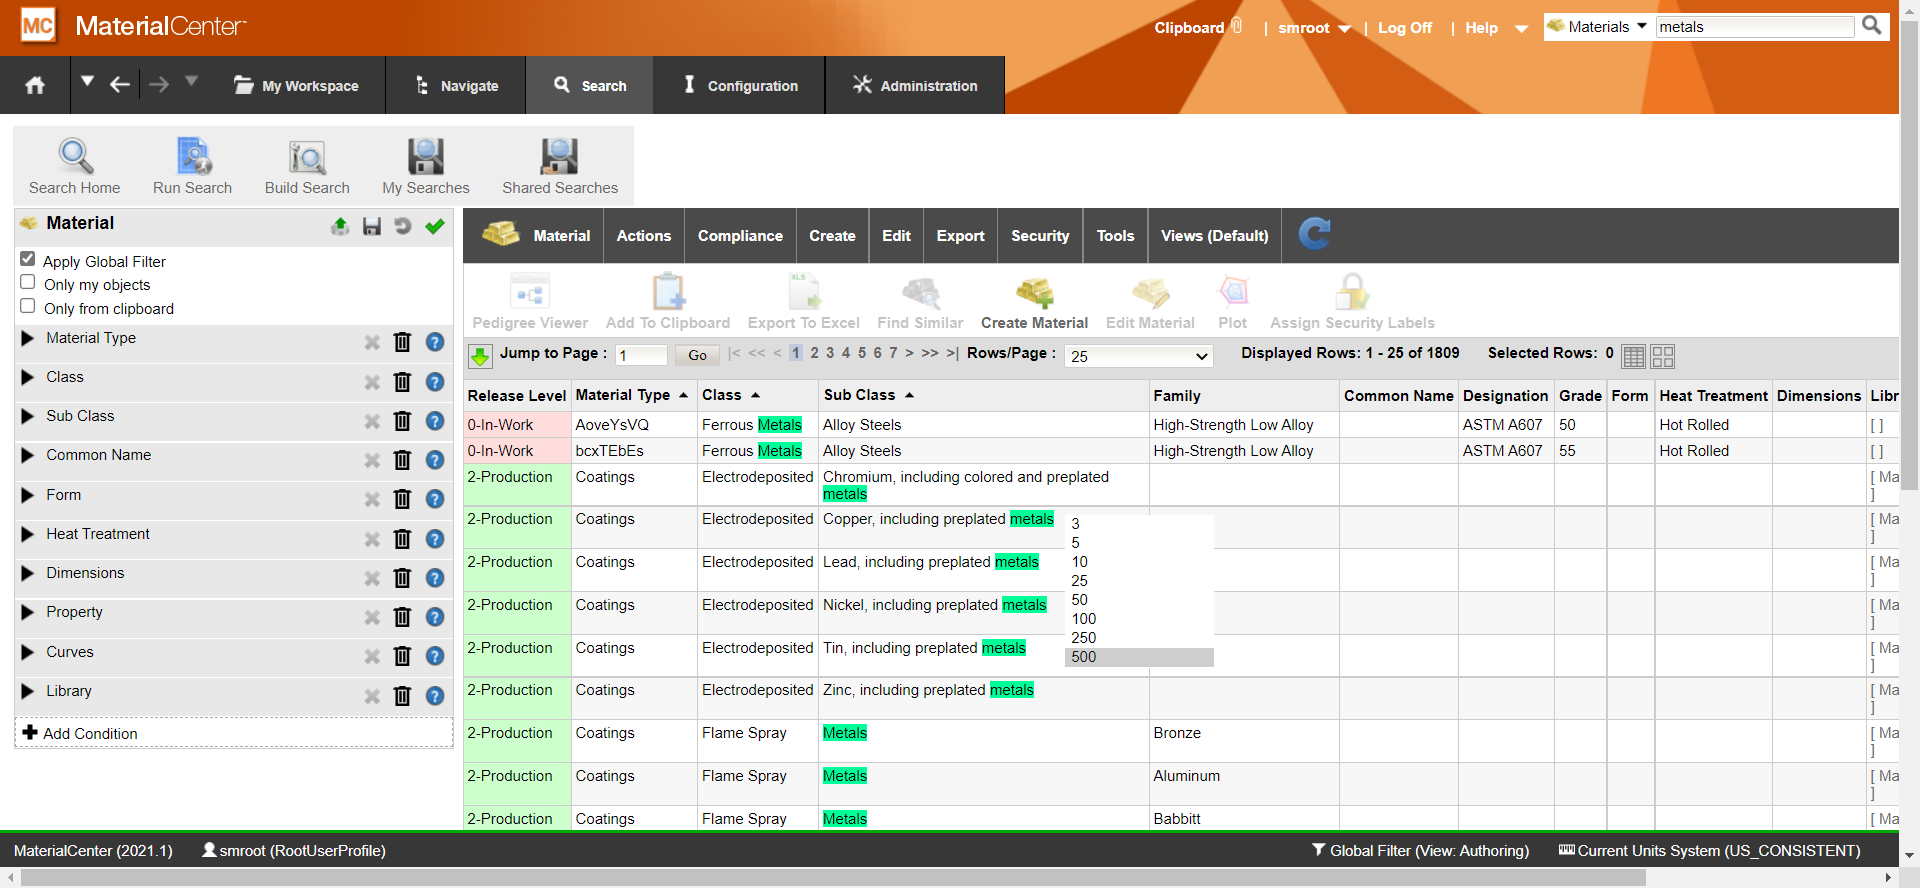 MC MaterialCenter
Clipboard | smroot | Log Off | Help Materials metals
My Workspace Navigate Search Configuration Administration
Search Home Run Search Build Search My Searches Shared Searches
Material
Apply Global Filter
Only my objects
Only from clipboard
Material Type
Class
Sub Class
Common Name
Form
Heat Treatment
Dimensions
Property
Curves
Library
Add Condition
Material Actions Compliance Create Edit Export Security Tools Views (Default)
XLS
Pedigree Viewer Add To Clipboard Export To Excel Find Similar Create Material Edit Material Plot Assign Security Labels
Jump to Page : 1 Go |< << < 1 2 3 4 5 6 7 > >> >| Rows/Page : 25 Displayed Rows: 1 - 25 of 1809 Selected Rows: 0
Release Level Material Type Class Sub Class Family Common Name Designation Grade Form Heat Treatment Dimensions Libr
0-In-Work AoveYsVQ Ferrous Metals Alloy Steels High-Strength Low Alloy ASTM A607 50 Hot Rolled [ ]
0-In-Work bcxTEbEs Ferrous Metals Alloy Steels High-Strength Low Alloy ASTM A607 55 Hot Rolled [ ]
2-Production Coatings Electrodeposited Chromium, including colored and preplated [ Ma
metals ]
2-Production Coatings Electrodeposited Copper, including preplated metals [ Ma
]
2-Production Coatings Electrodeposited Lead, including preplated metals [ Ma
]
2-Production Coatings Electrodeposited Nickel, including preplated metals [ Ma
]
2-Production Coatings Electrodeposited Tin, including preplated metals [ Ma
]
2-Production Coatings Electrodeposited Zinc, including preplated metals [ Ma
]
2-Production Coatings Flame Spray Metals Bronze [ Ma
]
2-Production Coatings Flame Spray Metals Aluminum [ Ma
]
2-Production Coatings Flame Spray Metals Babbitt [ Ma
3
5
10
25
50
100
250
500
MaterialCenter (2021.1) smroot (RootUserProfile) Global Filter (View: Authoring) Current Units System (US_CONSISTENT)